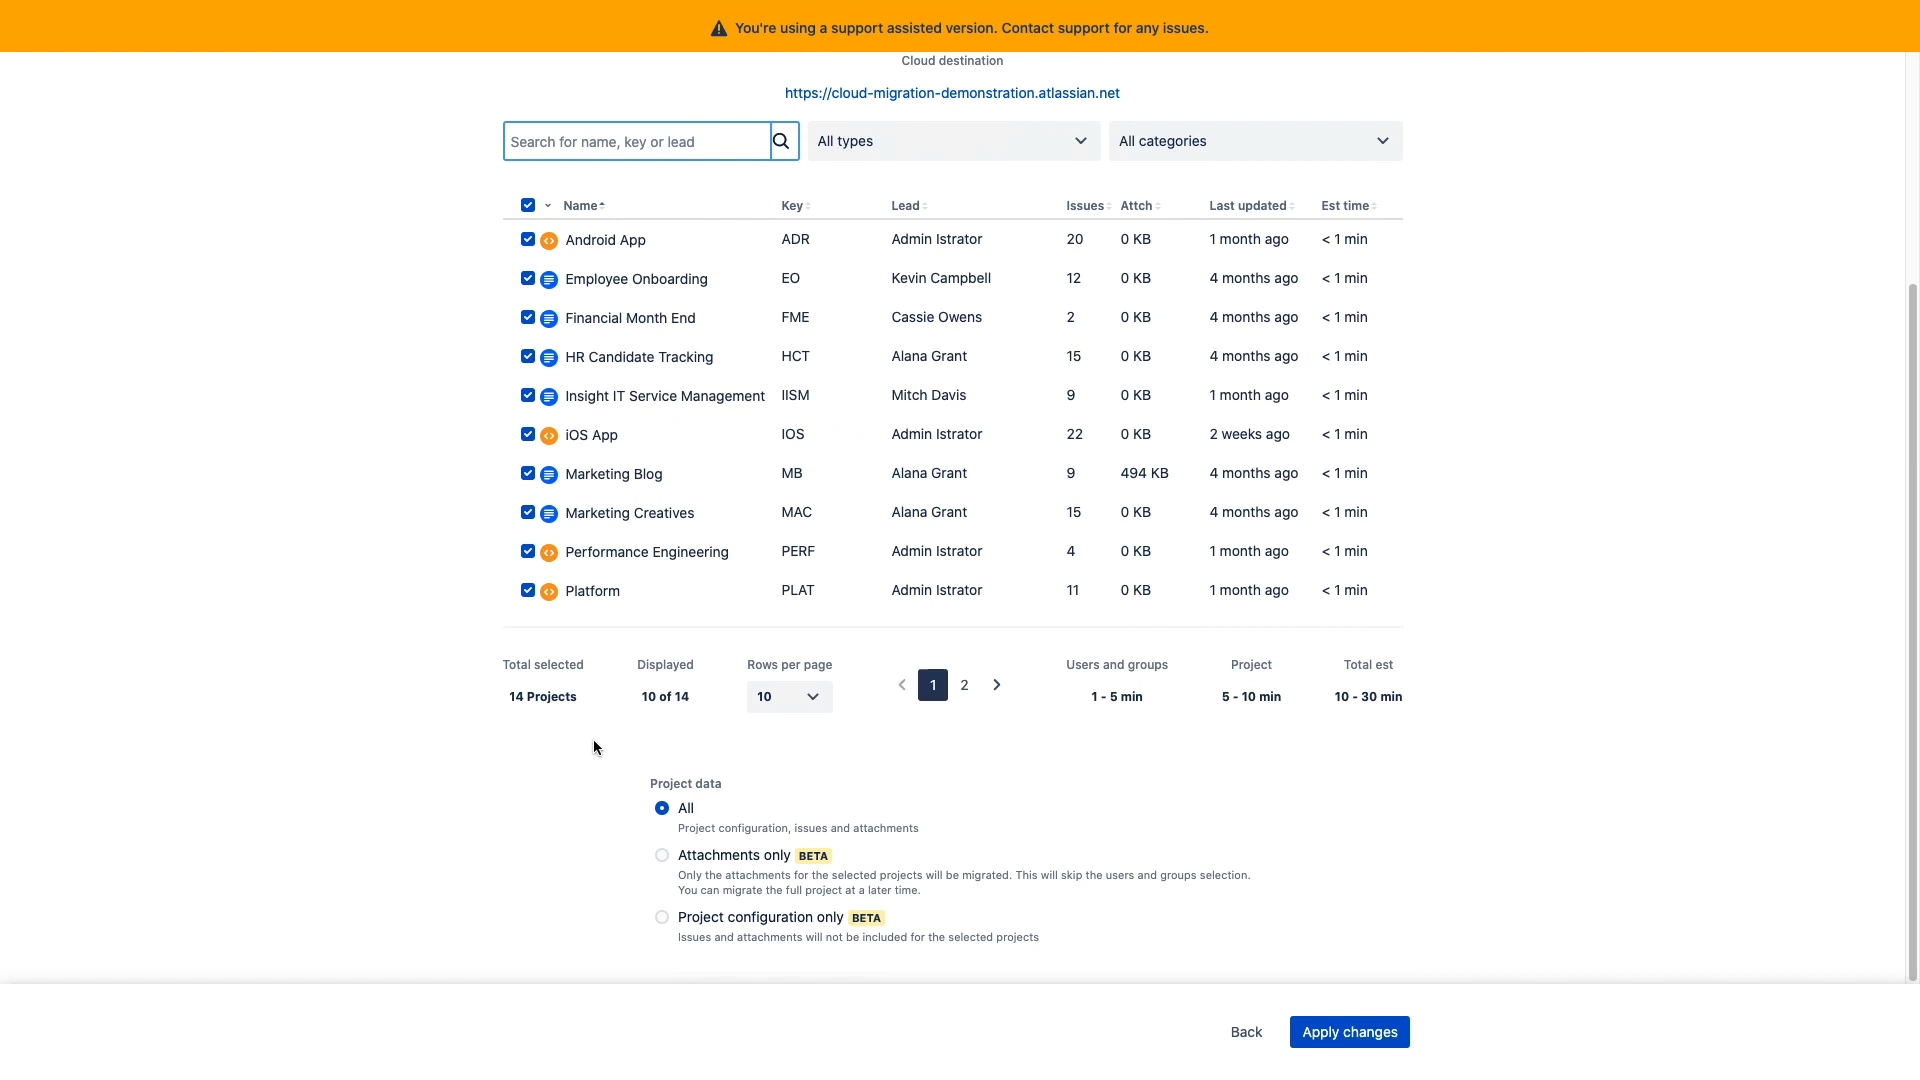 You're using a support assisted version. Contact support for any issues.
Cloud destination
https://cloud-migration-demonstration.atlassian.net
Search for name, key or lead All types All categories
Name Key Lead Issues Attch Last updated Est time
Android App ADR Admin Istrator 20 0 KB 1 month ago < 1 min
Employee Onboarding EO Kevin Campbell 12 0 KB 4 months ago < 1 min
Financial Month End FME Cassie Owens 2 0 KB 4 months ago < 1 min
HR Candidate Tracking HCT Alana Grant 15 0 KB 4 months ago < 1 min
Insight IT Service Management IISM Mitch Davis 9 0 KB 1 month ago < 1 min
iOS App IOS Admin Istrator 22 0 KB 2 weeks ago < 1 min
Marketing Blog MB Alana Grant 9 494 KB 4 months ago < 1 min
Marketing Creatives MAC Alana Grant 15 0 KB 4 months ago < 1 min
Performance Engineering PERF Admin Istrator 4 0 KB 1 month ago < 1 min
Platform PLAT Admin Istrator 11 0 KB 1 month ago < 1 min
Total selected Displayed Rows per page Users and groups Project Total est
14 Projects 10 of 14 10 1 2 1 - 5 min 5 - 10 min 10 - 30 min
Project data
All
Project configuration, issues and attachments
Attachments only BETA
Only the attachments for the selected projects will be migrated. This will skip the users and groups selection.
You can migrate the full project at a later time.
Project configuration only BETA
Issues and attachments will not be included for the selected projects
Back Apply changes